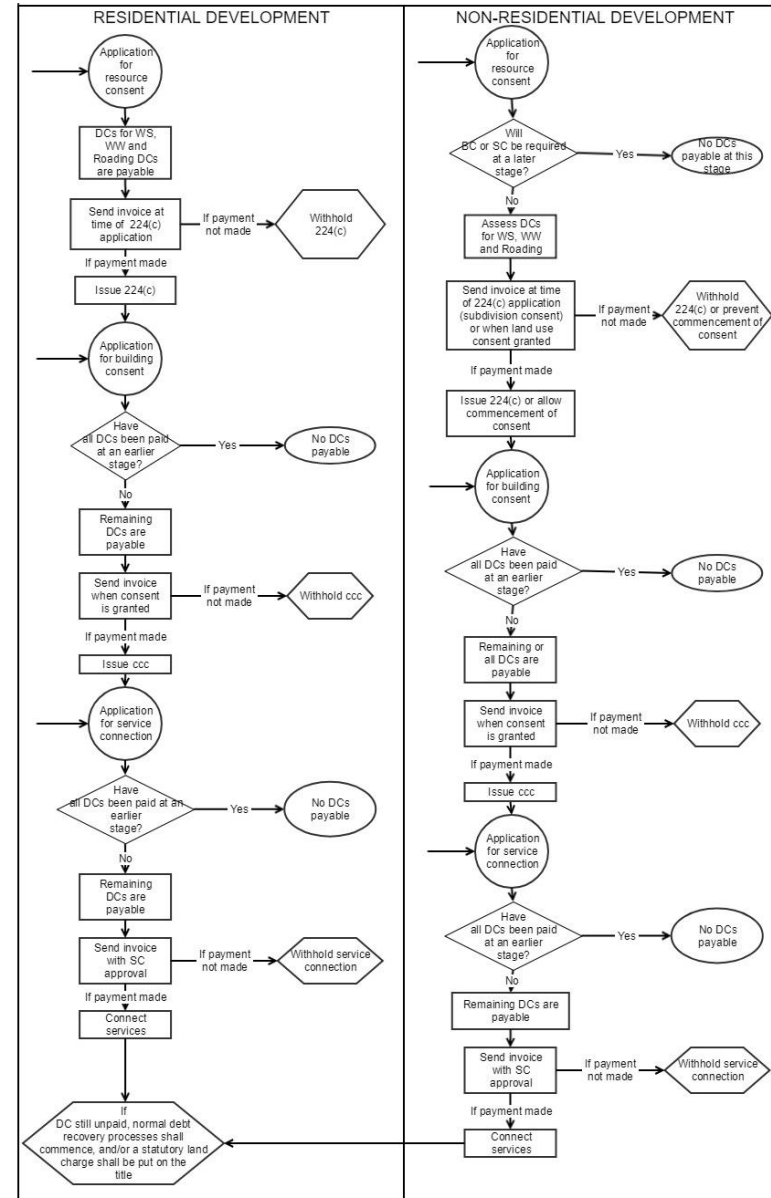 RESIDENTIAL DEVELOPMENT
Application
for
resource
consent
DCs for WS,
WW and
Roading DCs
are payable
Send invoice at
time of 224(c)
application
If payment
not made
Withhold
224(c)
If payment made
Issue 224(c)
Application
for building
consent
Have
all DCs been paid
at an earlier
stage?
Yes
No DCs
payable
No
Remaining
DCs are
payable
Send invoice
when consent
is granted
If payment
not made
Withhold ccc
If payment made
Issue ccc
Application
for service
connection
Have
all DCs been paid at an
earlier
stage?
Yes
No DCs
payable
No
Remaining
DCs are
payable
Send invoice
with SC
approval
If payment
not made
Withhold service
connection
If payment made
Connect
services
If
DC still unpaid, normal debt
recovery processes shall
commence, and/or a statutory land
charge shall be put on the
title
NON-RESIDENTIAL DEVELOPMENT
Application
for
resource
consent
Will
BC or SC be required
at a later
stage?
Yes
No DCs
payable at this
stage
No
Assess DCs
for WS, WW
and Roading
Send invoice at time
of 224(c) application
(subdivision consent)
or when land use
consent granted
If payment
not made
Withhold
224(c) or prevent
commencement of
consent
If payment made
Issue 224(c) or allow
commencement of
consent
Application
for building
consent
Have
all DCs been paid
at an earlier
stage?
Yes
No DCs
payable
No
Remaining or
all DCs are
payable
Send invoice
when consent
is granted
If payment
not made
Withhold ccc
If payment made
Issue ccc
Application
for service
connection
Have
all DCs been paid
at an earlier
stage?
Yes
No DCs
payable
No
Remaining DCs are
payable
Send invoice
with SC
approval
If payment
not made
Withhold service
connection
If payment made
Connect
services